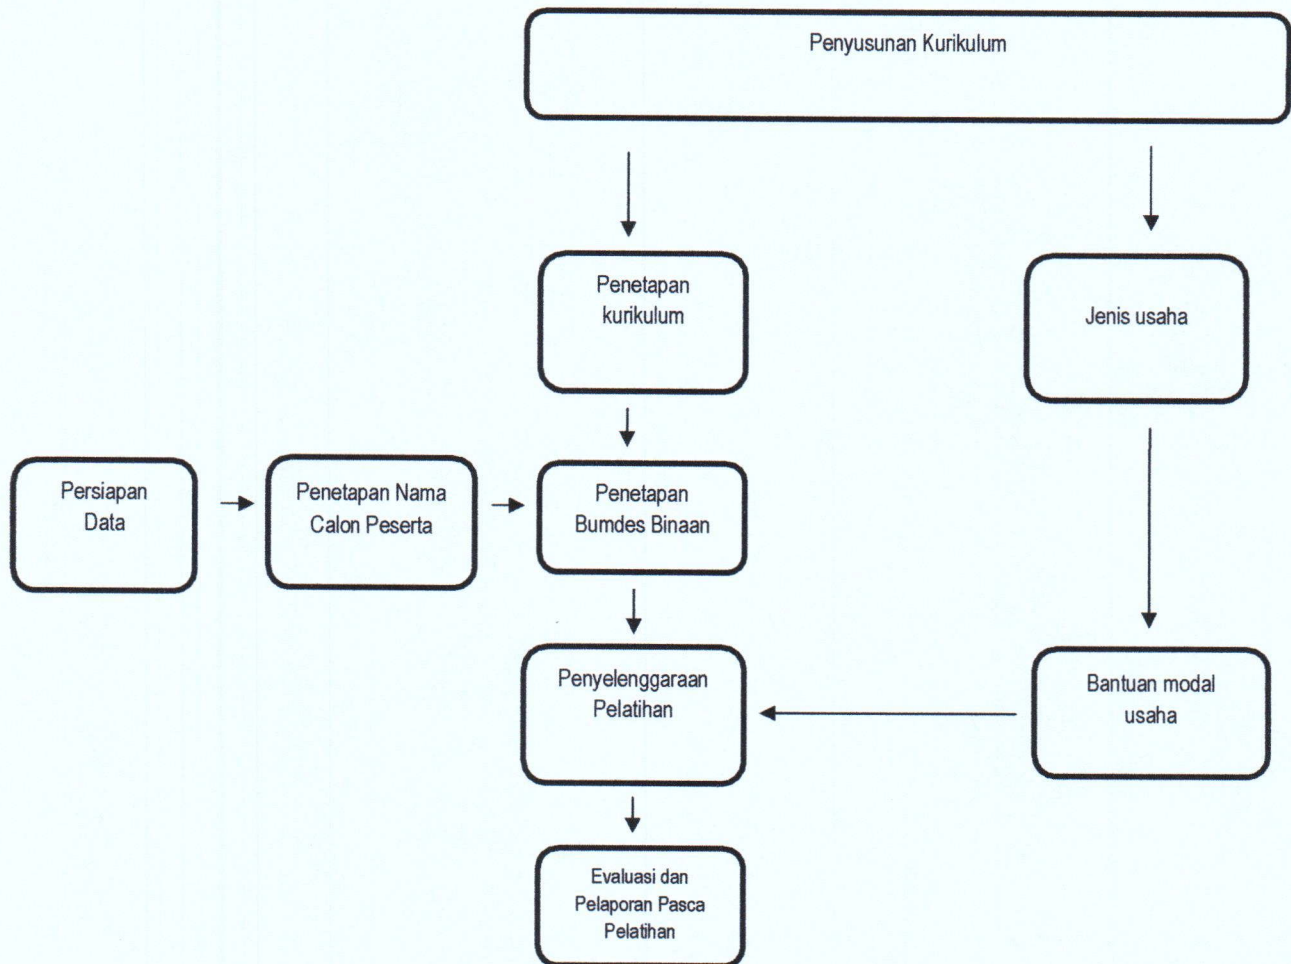 Penyusunan Kurikulum
Penetapan
kurikulum
Jenis usaha
Persiapan
Data
Penetapan Nama
Calon Peserta
Penetapan
Bumdes Binaan
Penyelenggaraan
Pelatihan
Bantuan modal
usaha
Evaluasi dan
Pelaporan Pasca
Pelatihan